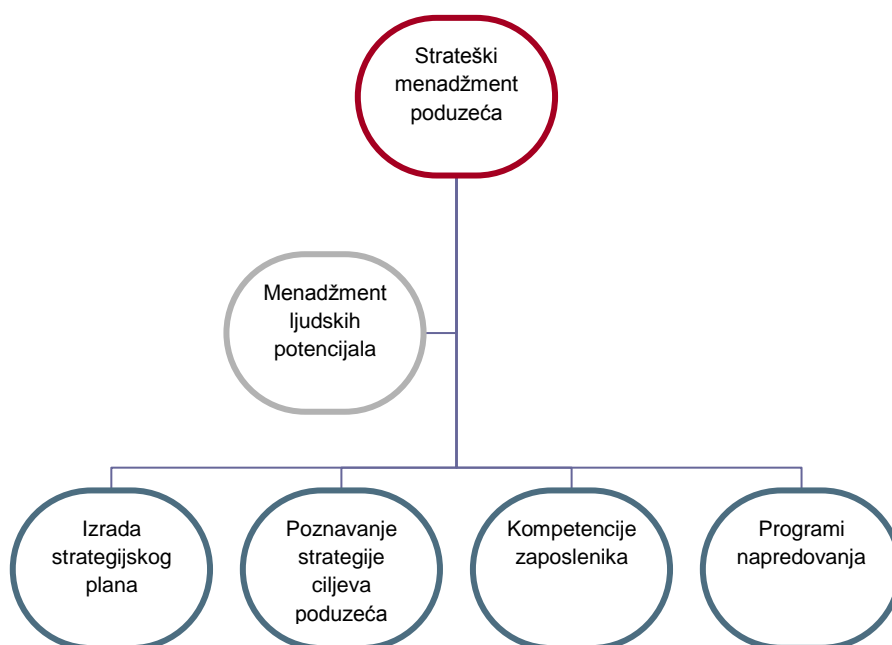 Strateški
menadžment
poduzeća
Menadžment
ljudskih
potencijala
Izrada
strategijskog
plana
Poznavanje
strategije
ciljeva
poduzeća
Kompetencije
zaposlenika
Programi
napredovanja